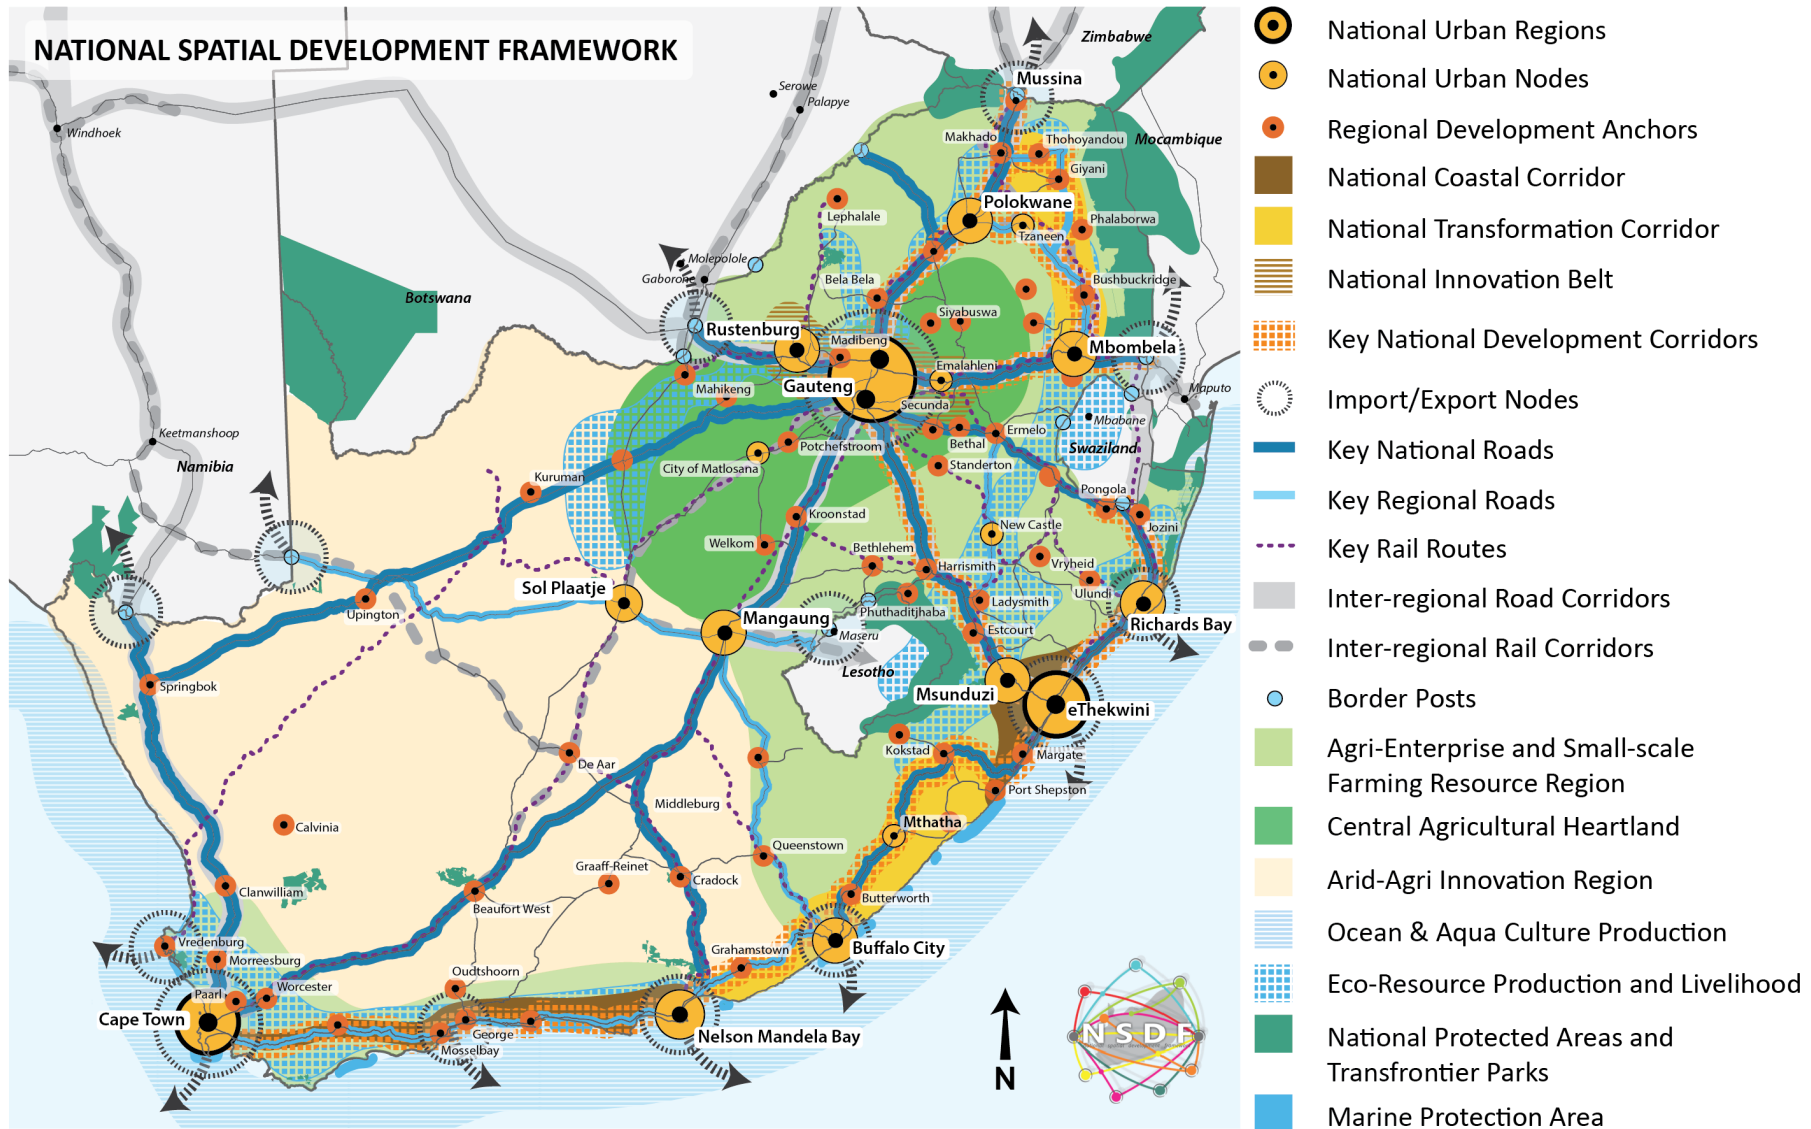 NATIONAL SPATIAL DEVELOPMENT FRAMEWORK
Zimbabwe
Mussina
Serowe
Palapye
Windhoek
Makhado
Thohoyandou
Mocambique
Giyani
Polokwane
Lephalale
Phalaborwa
Tzaneen
Molepolole
Gaborone
Bela Bela
Bushbuckridge
Botswana
Siyabuswa
Rustenburg
Madibeng
Mbombela
Emalahlen
Gauteng
Mahikeng
Secunda
Maputo
Mbabane
Keetmanshoop
Bethal
Ermelo
Potchefstroom
Swaziland
Namibia
City of Matlosana
Standerton
Kuruman
Pongola
Kroonstad
New Castle
Jozini
Welkom
Bethlehem
Harrismith
Vryheid
Sol Plaatje
Ulundi
Upington
Phuthaditjhaba
Ladysmith
Mangaung
Maseru
Estcourt
Richards Bay
Lesotho
Springbok
Msunduzi
eThekwini
Kokstad
Margate
De Aar
Port Shepston
Middleburg
Mthatha
Calvinia
Queenstown
Graaff-Reinet
Cradock
Clanwilliam
Butterworth
Beaufort West
Vredenburg
Grahamstown
Buffalo City
Morreesburg
Oudtshoorn
Worcester
Paarl
Cape Town
George
Nelson Mandela Bay
Mosselbay
N
NSDF
National Urban Regions
National Urban Nodes
Regional Development Anchors
National Coastal Corridor
National Transformation Corridor
National Innovation Belt
Key National Development Corridors
Import/Export Nodes
Key National Roads
Key Regional Roads
Key Rail Routes
Inter-regional Road Corridors
Inter-regional Rail Corridors
Border Posts
Agri-Enterprise and Small-scale
Farming Resource Region
Central Agricultural Heartland
Arid-Agri Innovation Region
Ocean & Aqua Culture Production
Eco-Resource Production and Livelihood
National Protected Areas and
Transfrontier Parks
Marine Protection Area